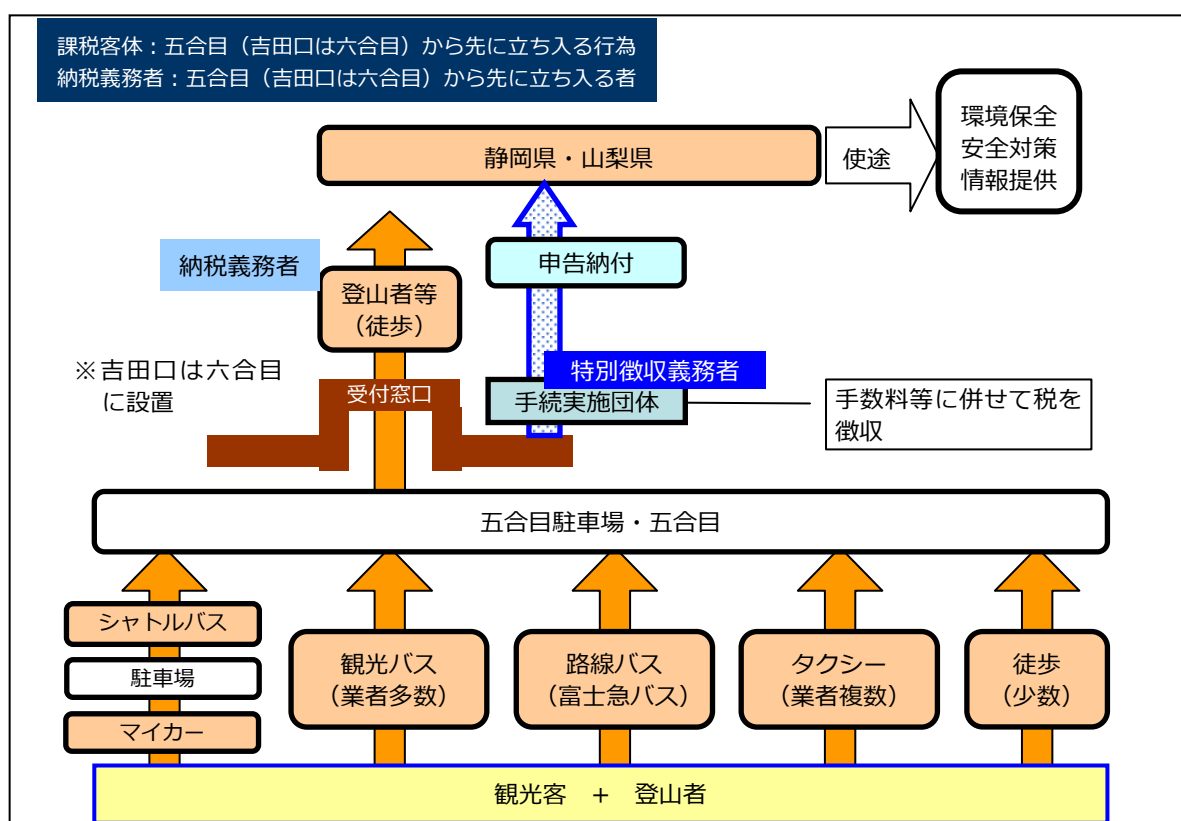 課税客体：五合目（吉田口は六合目）から先に立ち入る行為
納税義務者：五合目（吉田口は六合目）から先に立ち入る者
静岡県・山梨県
使途
環境保全
安全対策
情報提供
納税義務者
申告納付
登山者等
（徒歩）
※吉田口は六合目
に設置
受付窓口
特別徴収義務者
手続実施団体
手数料等に併せて税を
徴収
五合目駐車場・五合目
シャトルバス
駐車場
マイカー
観光バス
（業者多数）
路線バス
（富士急バス）
タクシー
（業者複数）
徒歩
（少数）
観光客　＋　登山者